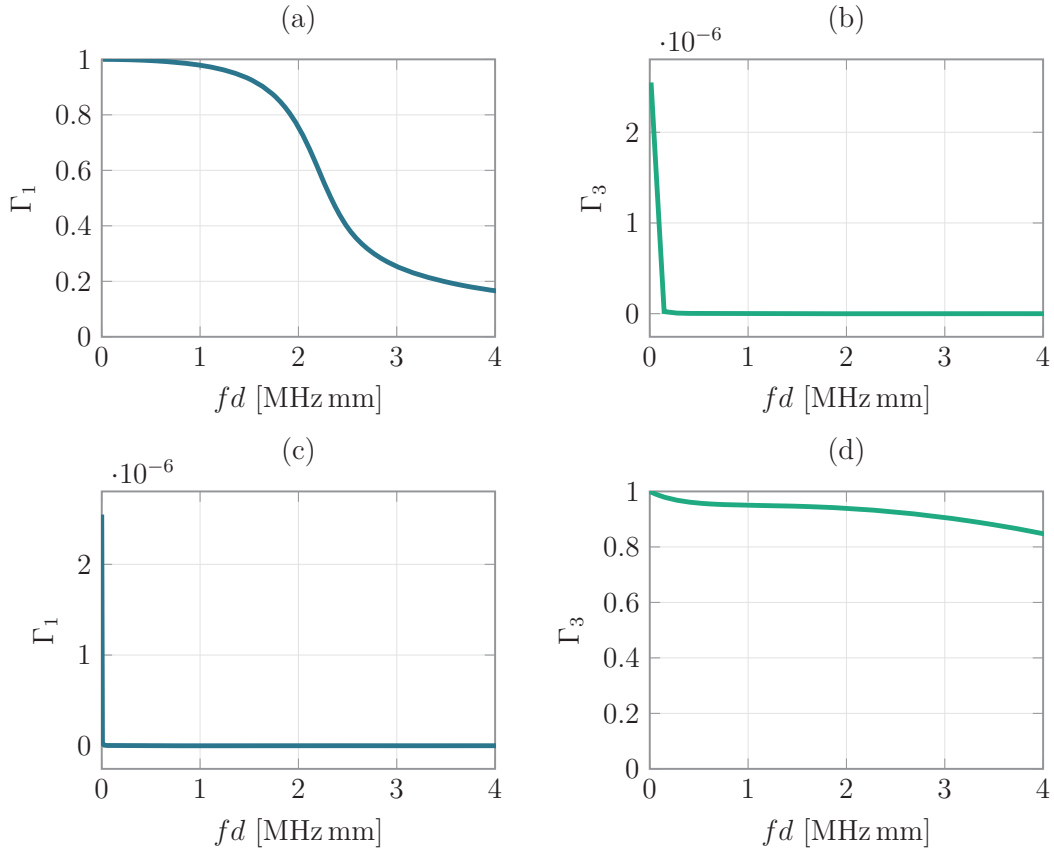 (a)
1
0.8
0.6
0.4
0.2
0
Γ₁
0 1 2 3 4
fd [MHz mm]
(b)
·10⁻⁶
2
1
0
Γ₃
0 1 2 3 4
fd [MHz mm]
(c)
·10⁻⁶
2
1
0
Γ₁
0 1 2 3 4
fd [MHz mm]
(d)
1
0.8
0.6
0.4
0.2
0
Γ₃
0 1 2 3 4
fd [MHz mm]